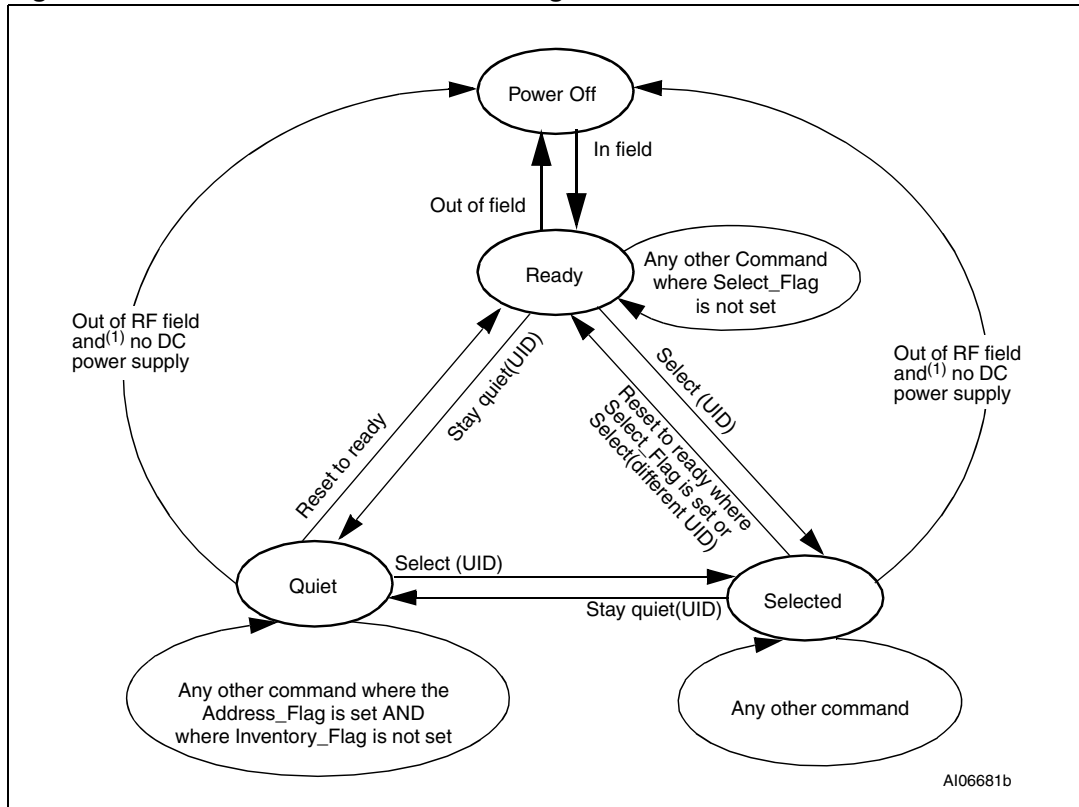 Power Off
In field
Out of field
Ready
Any other Command
where Select_Flag
is not set
Out of RF field
and(1) no DC
power supply
Out of RF field
and(1) no DC
power supply
Reset to ready
Stay quiet(UID)
Select (UID)
Reset to ready where
Select_Flag is set or
Select(different UID)
Quiet
Select (UID)
Stay quiet(UID)
Selected
Any other command where the
Address_Flag is set AND
where Inventory_Flag is not set
Any other command
AI06681b